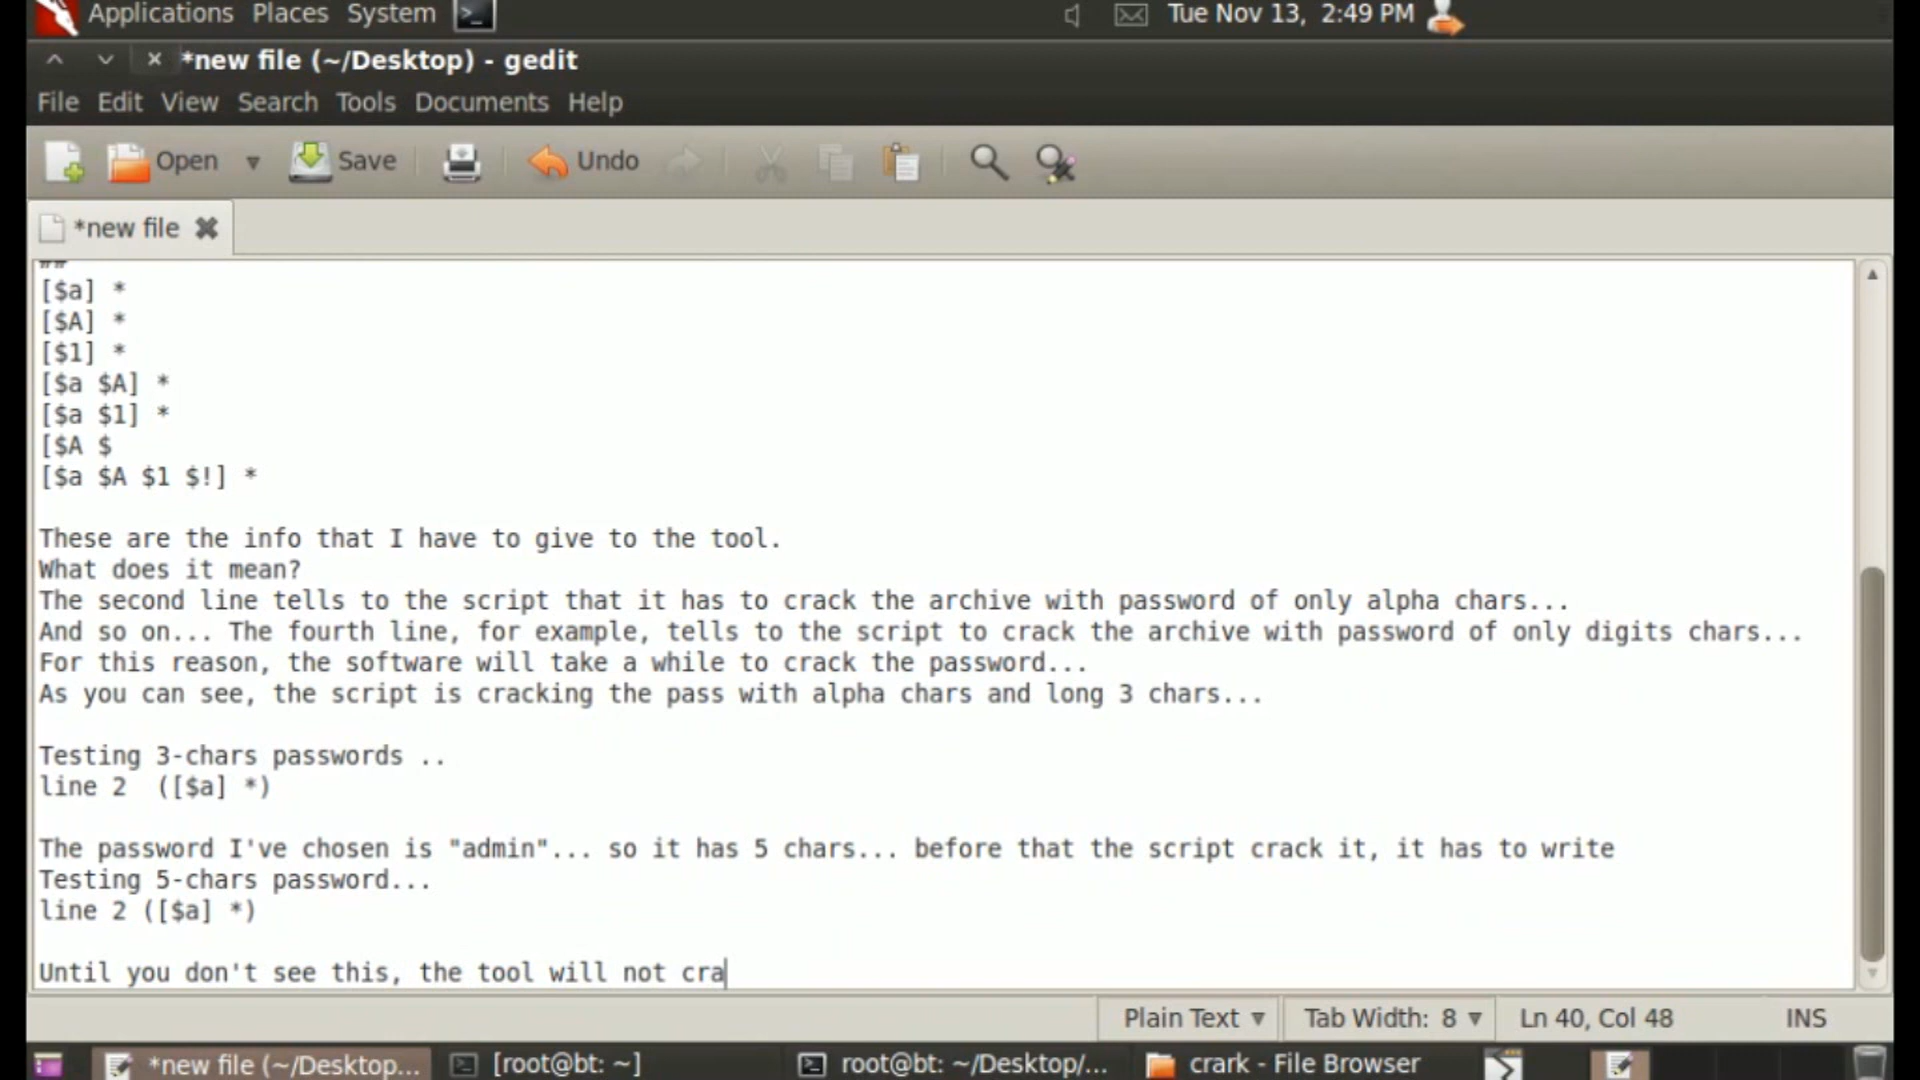 Applications Places System
Tue Nov 13, 2:49 PM
*new file (~/Desktop) - gedit
File Edit View Search Tools Documents Help
Open Save Undo
*new file
##
[$a] *
[$A] *
[$1] *
[$a $A] *
[$a $1] *
[$A $
[$a $A $1 $!] *
These are the info that I have to give to the tool.
What does it mean?
The second line tells to the script that it has to crack the archive with password of only alpha chars...
And so on... The fourth line, for example, tells to the script to crack the archive with password of only digits chars...
For this reason, the software will take a while to crack the password...
As you can see, the script is cracking the pass with alpha chars and long 3 chars...
Testing 3-chars passwords ..
line 2  ([$a] *)
The password I've chosen is "admin"... so it has 5 chars... before that the script crack it, it has to write
Testing 5-chars password...
line 2 ([$a] *)
Until you don't see this, the tool will not cra
Plain Text Tab Width: 8 Ln 40, Col 48 INS
*new file (~/Desktop... [root@bt: ~] root@bt: ~/Desktop/... crark - File Browser